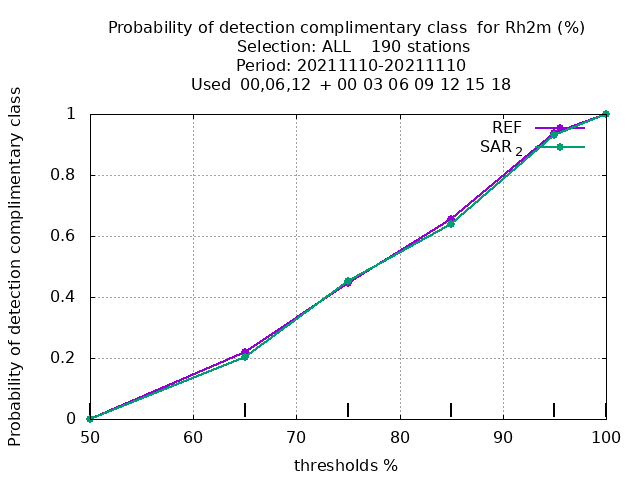 Probability of detection complimentary class  for Rh2m (%)
Selection: ALL    190 stations
Period: 20211110-20211110
Used  00,06,12  + 00 03 06 09 12 15 18
Probability of detection complimentary class
1
0.8
0.6
0.4
0.2
0
REF
SAR 2
50
60
70
80
90
100
thresholds %